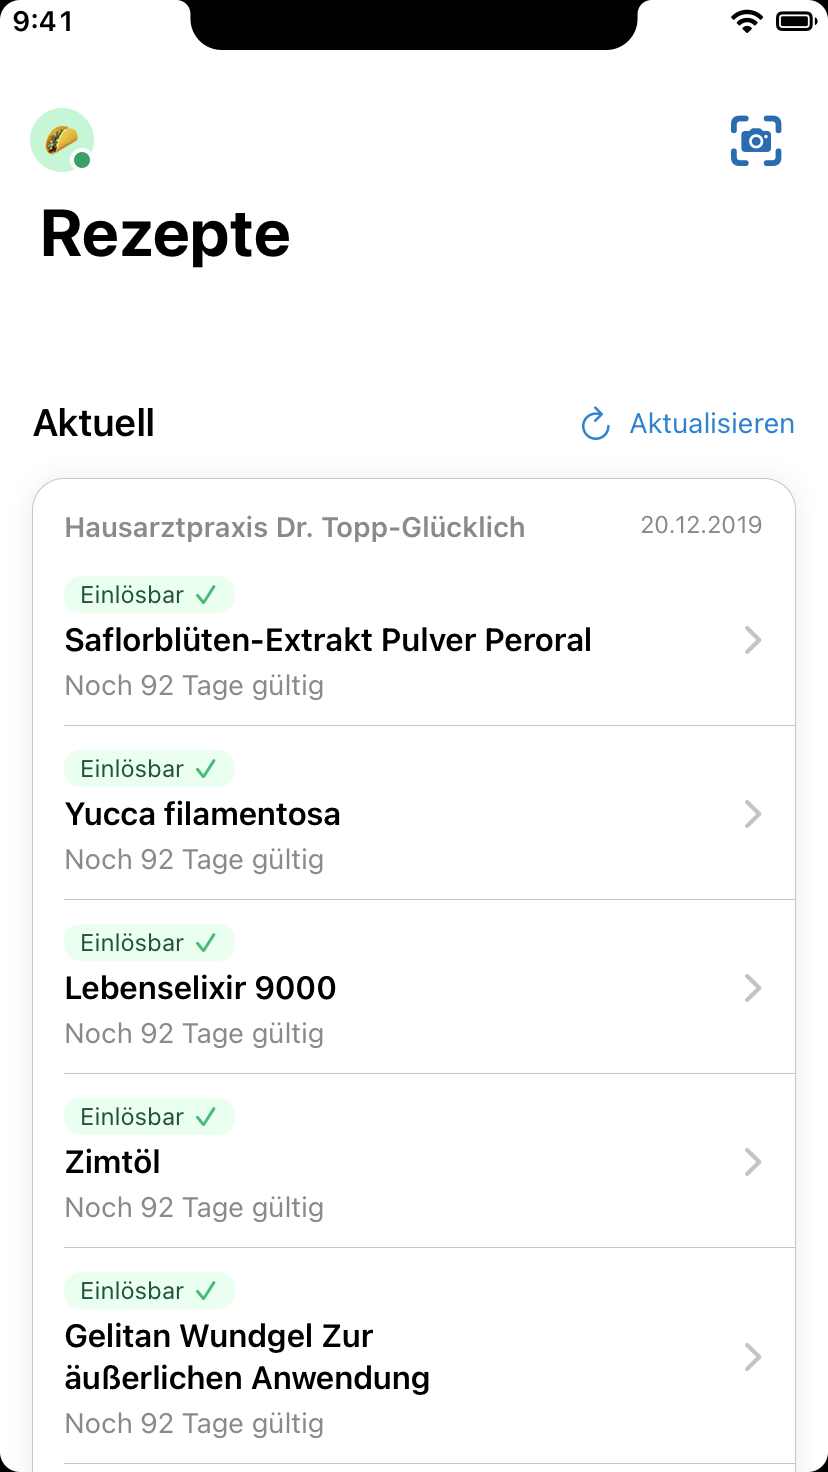 9:41
Rezepte
Aktuell
Aktualisieren
Hausarztpraxis Dr. Topp-Glücklich
20.12.2019
Einlösbar
Saflorblüten-Extrakt Pulver Peroral
Noch 92 Tage gültig
Einlösbar
Yucca filamentosa
Noch 92 Tage gültig
Einlösbar
Lebenselixir 9000
Noch 92 Tage gültig
Einlösbar
Zimtöl
Noch 92 Tage gültig
Einlösbar
Gelitan Wundgel Zur
äußerlichen Anwendung
Noch 92 Tage gültig